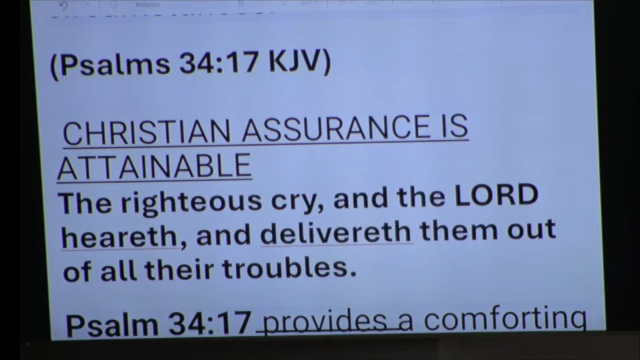 (Psalms 34:17 KJV)
CHRISTIAN ASSURANCE IS
ATTAINABLE
The righteous cry, and the LORD
heareth, and delivereth them out
of all their troubles.
Psalm 34:17 provides a comforting